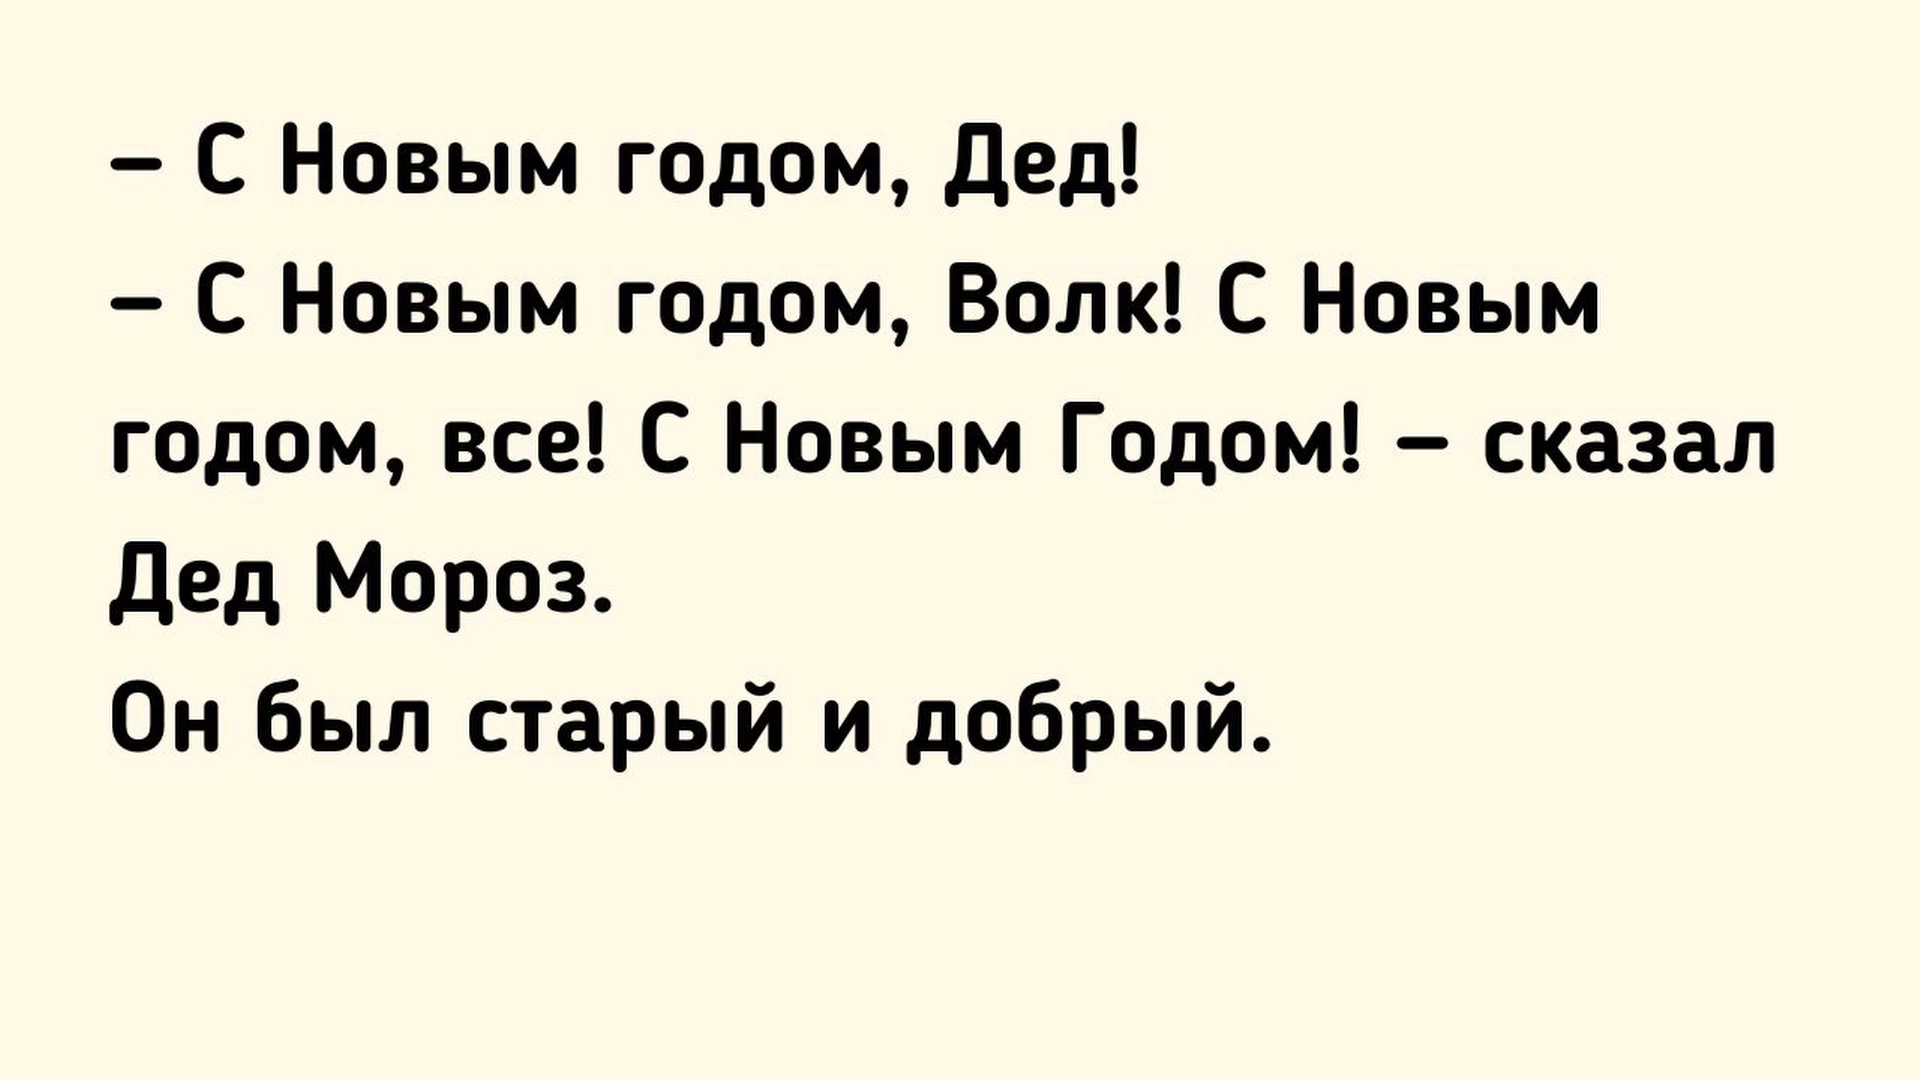 – С Новым годом, Дед!
– С Новым годом, Волк! С Новым
годом, все! С Новым Годом! – сказал
Дед Мороз.
Он был старый и добрый.